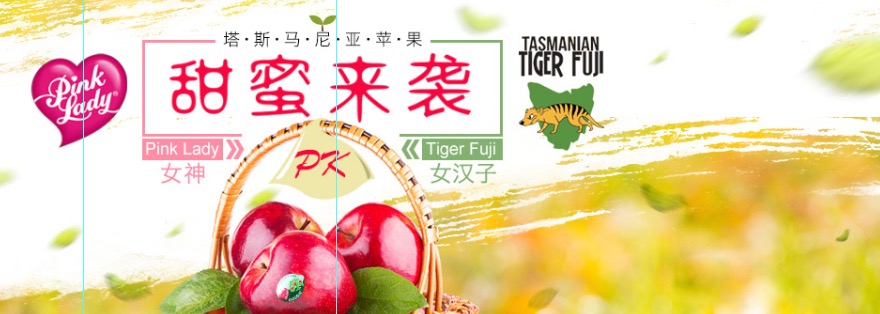 塔·斯·马·尼·亚·苹·果
甜蜜来袭
Pink Lady®
TASMANIAN
TIGER FUJI
Pink Lady
Tiger Fuji
女神
PK
女汉子